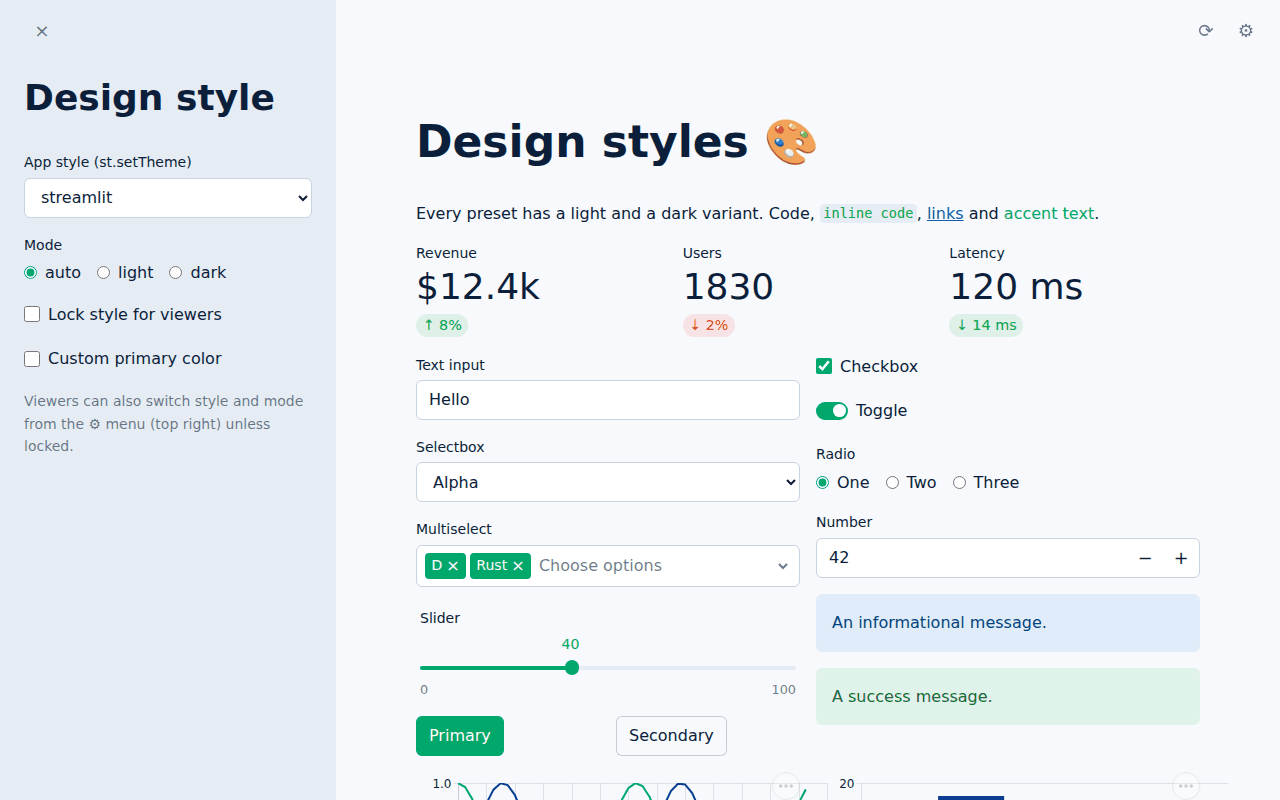 Design style
App style (st.setTheme)
streamlit
Mode
auto light dark
Lock style for viewers
Custom primary color
Viewers can also switch style and mode
from the ⚙ menu (top right) unless
locked.
Design styles 🎨
Every preset has a light and a dark variant. Code, inline code, links and accent text.
Revenue
$12.4k
↑ 8%
Users
1830
↓ 2%
Latency
120 ms
↓ 14 ms
Text input
Hello
Selectbox
Alpha
Multiselect
D × Rust × Choose options
Slider
40
0 100
Primary Secondary
Checkbox
Toggle
Radio
One Two Three
Number
42 − +
An informational message.
A success message.
1.0
20